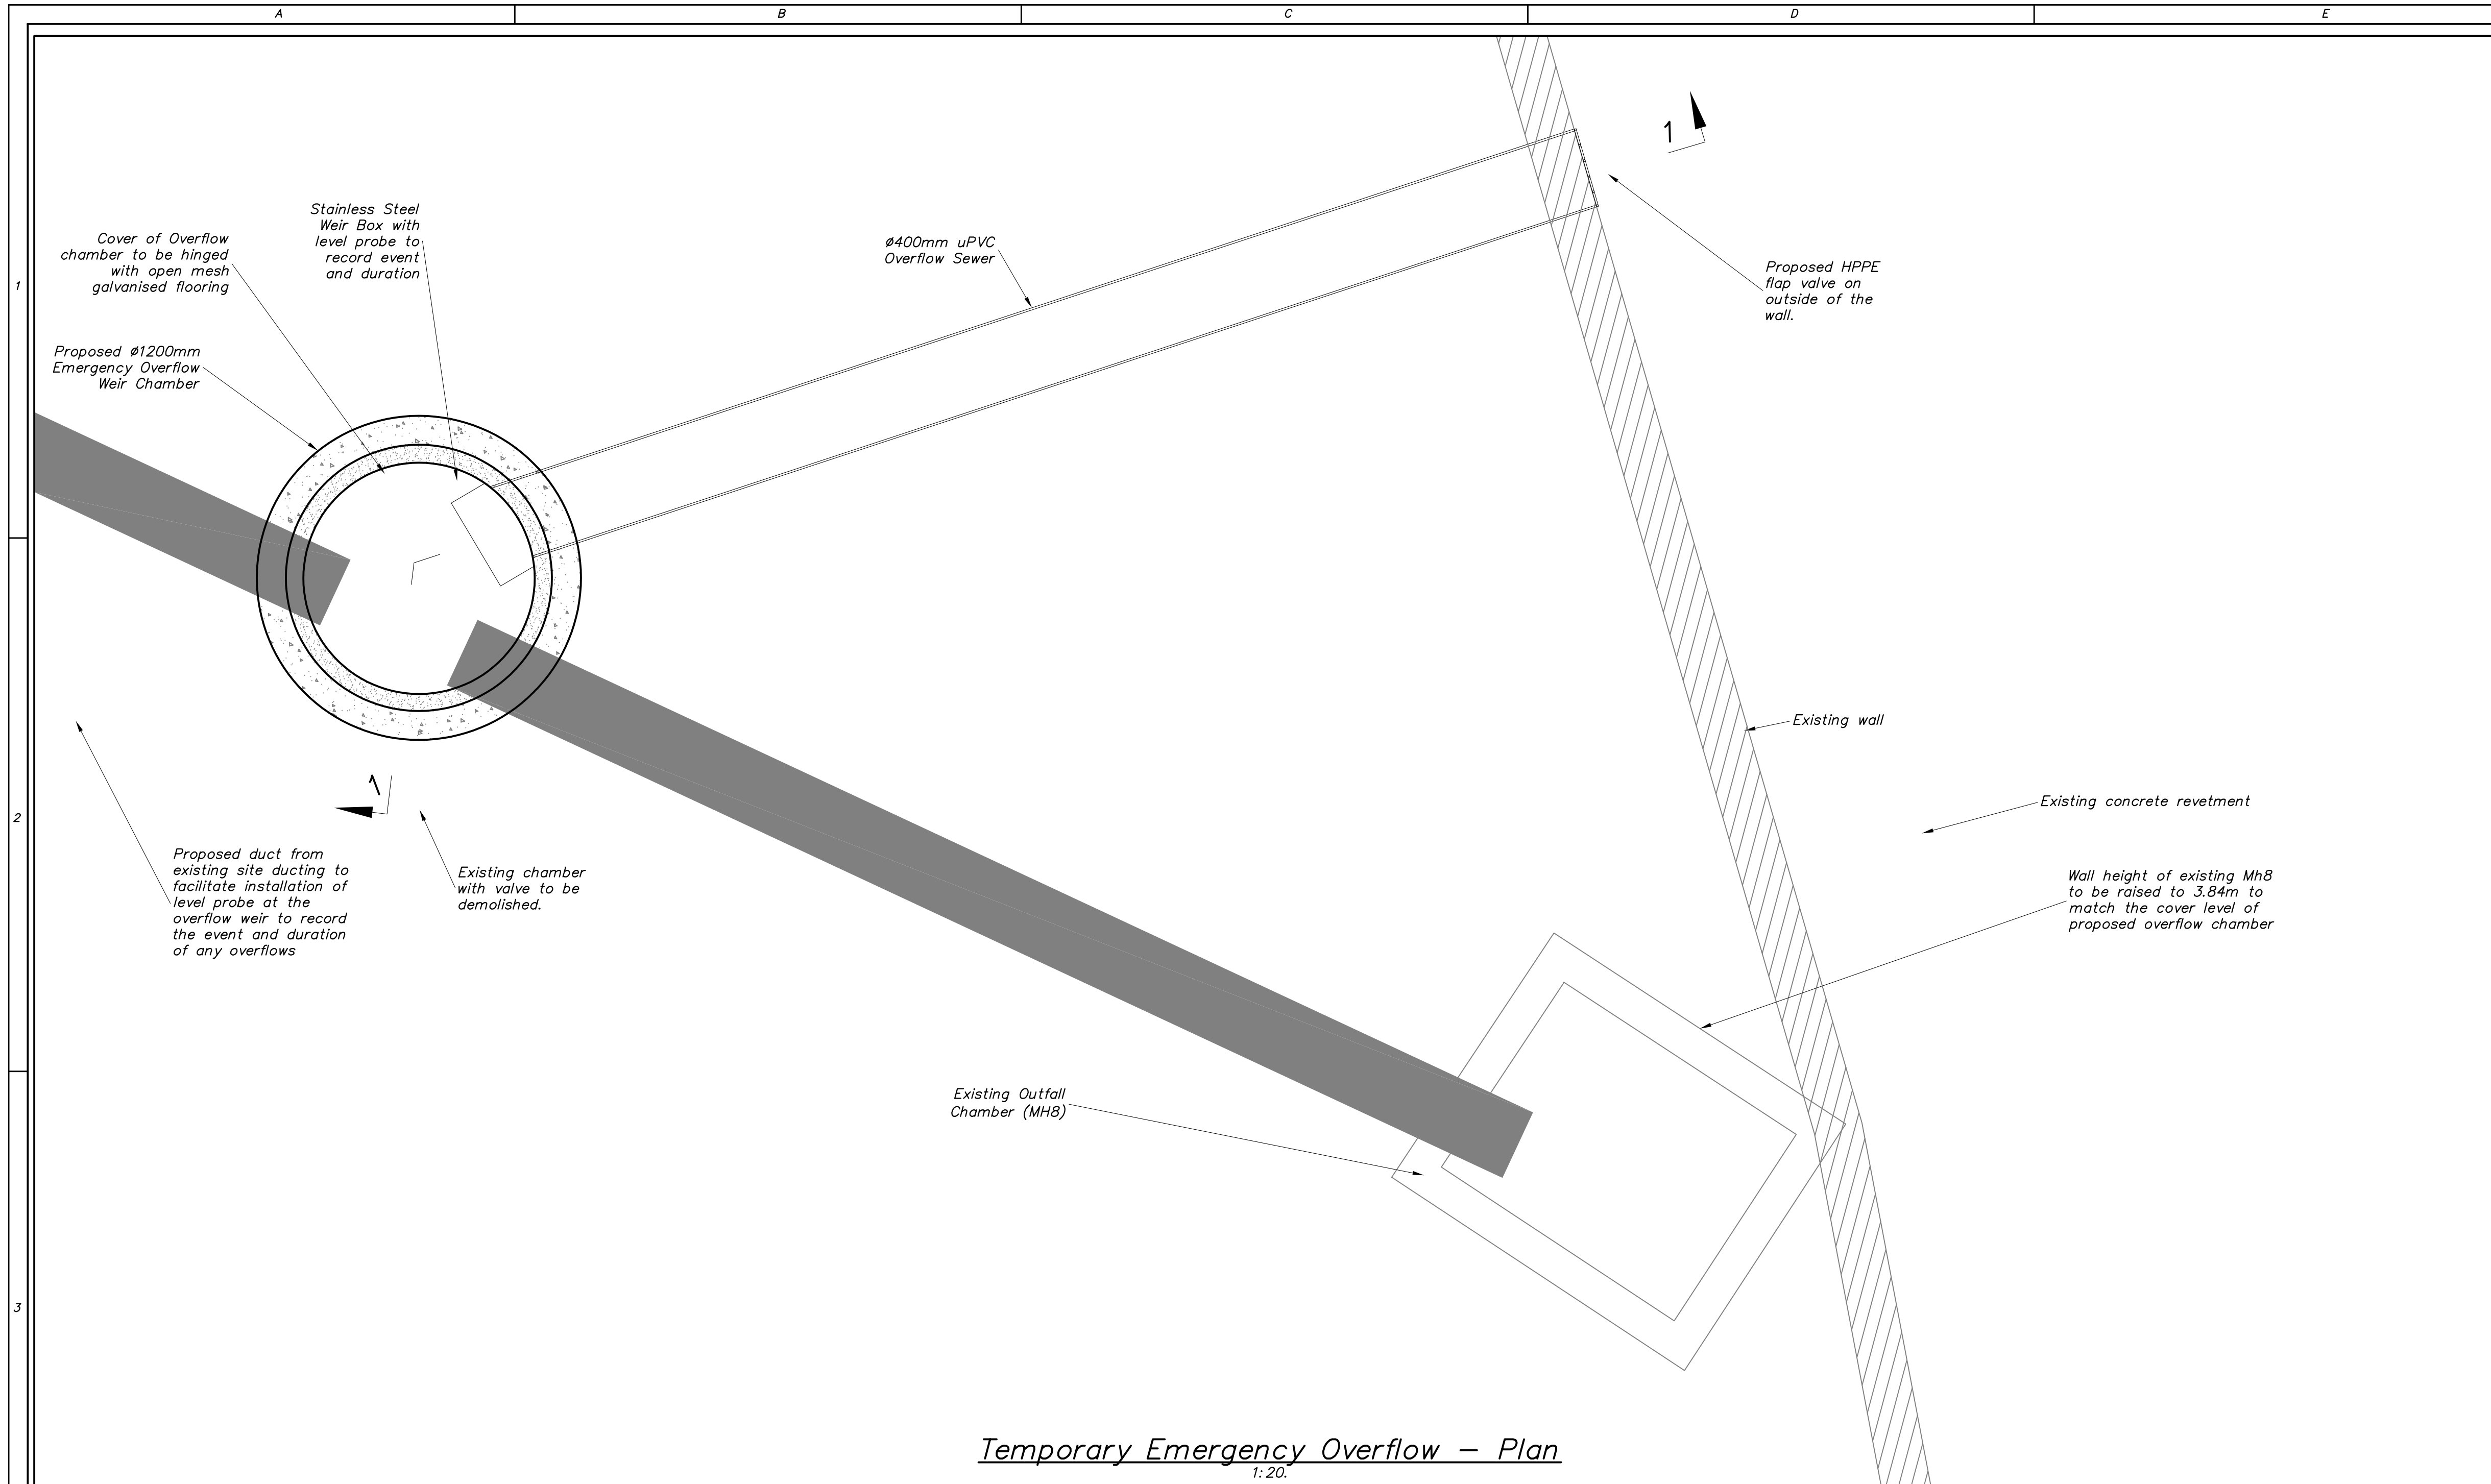 A
B
C
D
E
1
2
3
Stainless Steel
Weir Box with
level probe to
record event
and duration
Cover of Overflow
chamber to be hinged
with open mesh
galvanised flooring
Proposed ø1200mm
Emergency Overflow
Weir Chamber
ø400mm uPVC
Overflow Sewer
1
Proposed HPPE
flap valve on
outside of the
wall.
Existing wall
Existing concrete revetment
1
Proposed duct from
existing site ducting to
facilitate installation of
level probe at the
overflow weir to record
the event and duration
of any overflows
Existing chamber
with valve to be
demolished.
Wall height of existing Mh8
to be raised to 3.84m to
match the cover level of
proposed overflow chamber
Existing Outfall
Chamber (MH8)
Temporary Emergency Overflow – Plan
1:20.